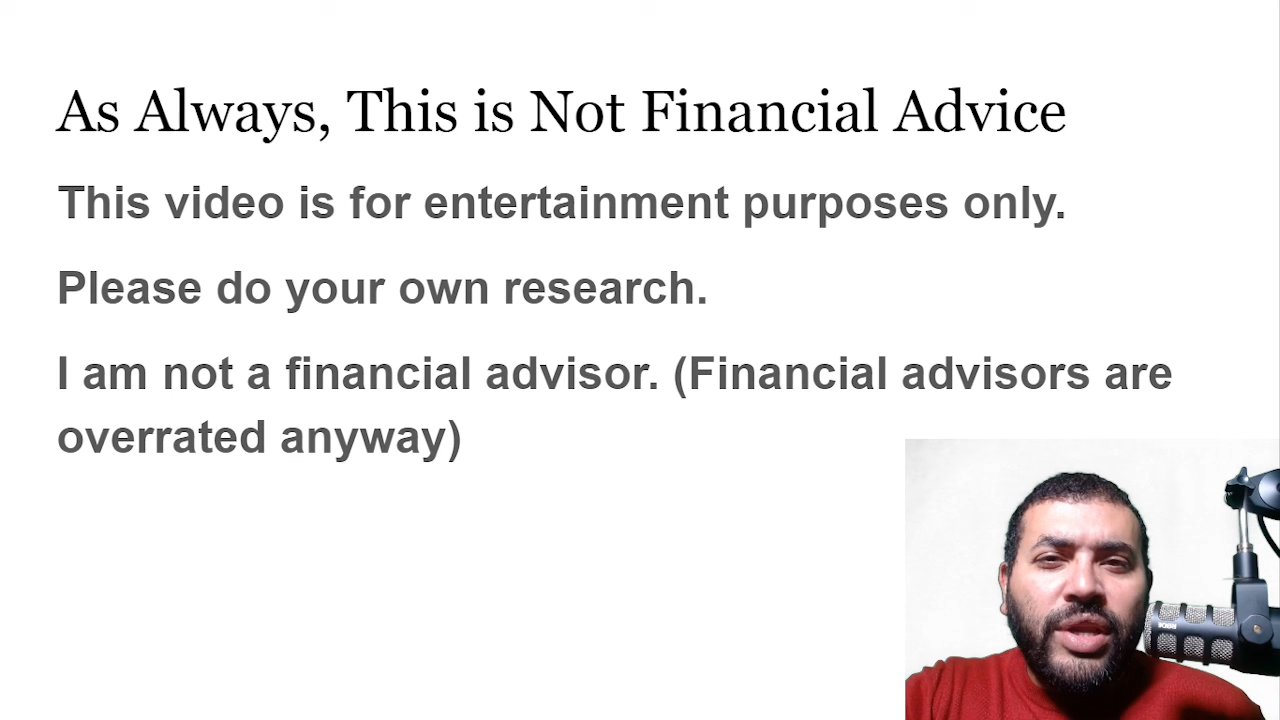 As Always, This is Not Financial Advice
This video is for entertainment purposes only.
Please do your own research.
I am not a financial advisor. (Financial advisors are
overrated anyway)
RØDE